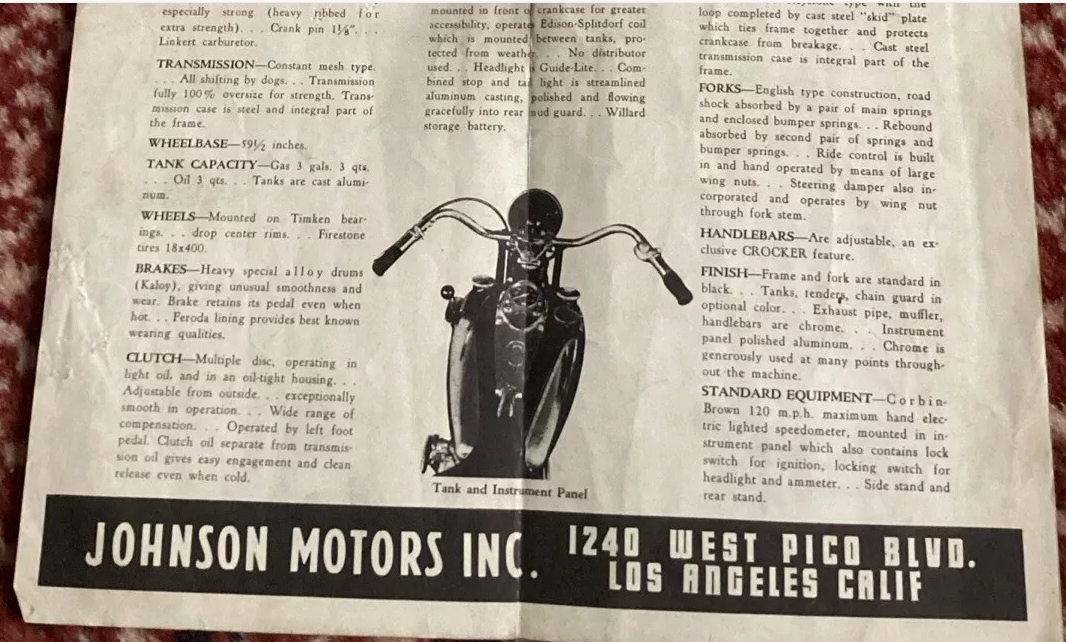 especially strong (heavy ribbed for
extra strength). . . Crank pin 1⅛". . . .
Linkert carburetor.
TRANSMISSION—Constant mesh type.
. . . . All shifting by dogs. . . Transmission
fully 100% oversize for strength. Trans-
mission case is steel and integral part of
the frame.
WHEELBASE—59½ inches.
TANK CAPACITY—Gas 3 gals. 3 qts.
. . . . Oil 3 qts. . . Tanks are cast alumi-
num.
WHEELS—Mounted on Timken bear-
ings. . . drop center rims. . . Firestone
tires 18x400.
BRAKES—Heavy special alloy drums
(Kaloy), giving unusual smoothness and
wear. Brake retains its pedal even when
hot. . . Feroda lining provides best known
wearing qualities.
CLUTCH—Multiple disc, operating in
light oil, and in an oil-tight housing. . .
Adjustable from outside. . . exceptionally
smooth in operation. . . Wide range of
compensation. . . Operated by left foot
pedal. Clutch oil separate from transmis-
sion oil gives easy engagement and clean
release even when cold.
mounted in front of crankcase for greater
accessibility, operates Edison-Splitdorf coil
which is mounted between tanks, pro-
tected from weather. . . No distributor
used. . . Headlight is Guide-Lite. . . Com-
bined stop and tail light is streamlined
aluminum casting, polished and flowing
gracefully into rear mud guard. . . Willard
storage battery.
Tank and Instrument Panel
type with the
loop completed by cast steel "skid" plate
which ties frame together and protects
crankcase from breakage. . . Cast steel
transmission case is integral part of the
frame.
FORKS—English type construction, road
shock absorbed by a pair of main springs
and enclosed bumper springs. . . Rebound
absorbed by second pair of springs and
bumper springs. . . Ride control is built
in and hand operated by means of large
wing nuts. . . Steering damper also in-
corporated and operates by wing nut
through fork stem.
HANDLEBARS—Are adjustable, an ex-
clusive CROCKER feature.
FINISH—Frame and fork are standard in
black. . . Tanks, fenders, chain guard in
optional color. . . Exhaust pipe, muffler,
handlebars are chrome. . . Instrument
panel polished aluminum. . . Chrome is
generously used at many points through-
out the machine.
STANDARD EQUIPMENT—Corbin-
Brown 120 m.p.h. maximum hand elec-
tric lighted speedometer, mounted in in-
strument panel which also contains lock
switch for ignition, locking switch for
headlight and ammeter. . . Side stand and
rear stand.
JOHNSON MOTORS INC.
1240 WEST PICO BLVD.
LOS ANGELES CALIF